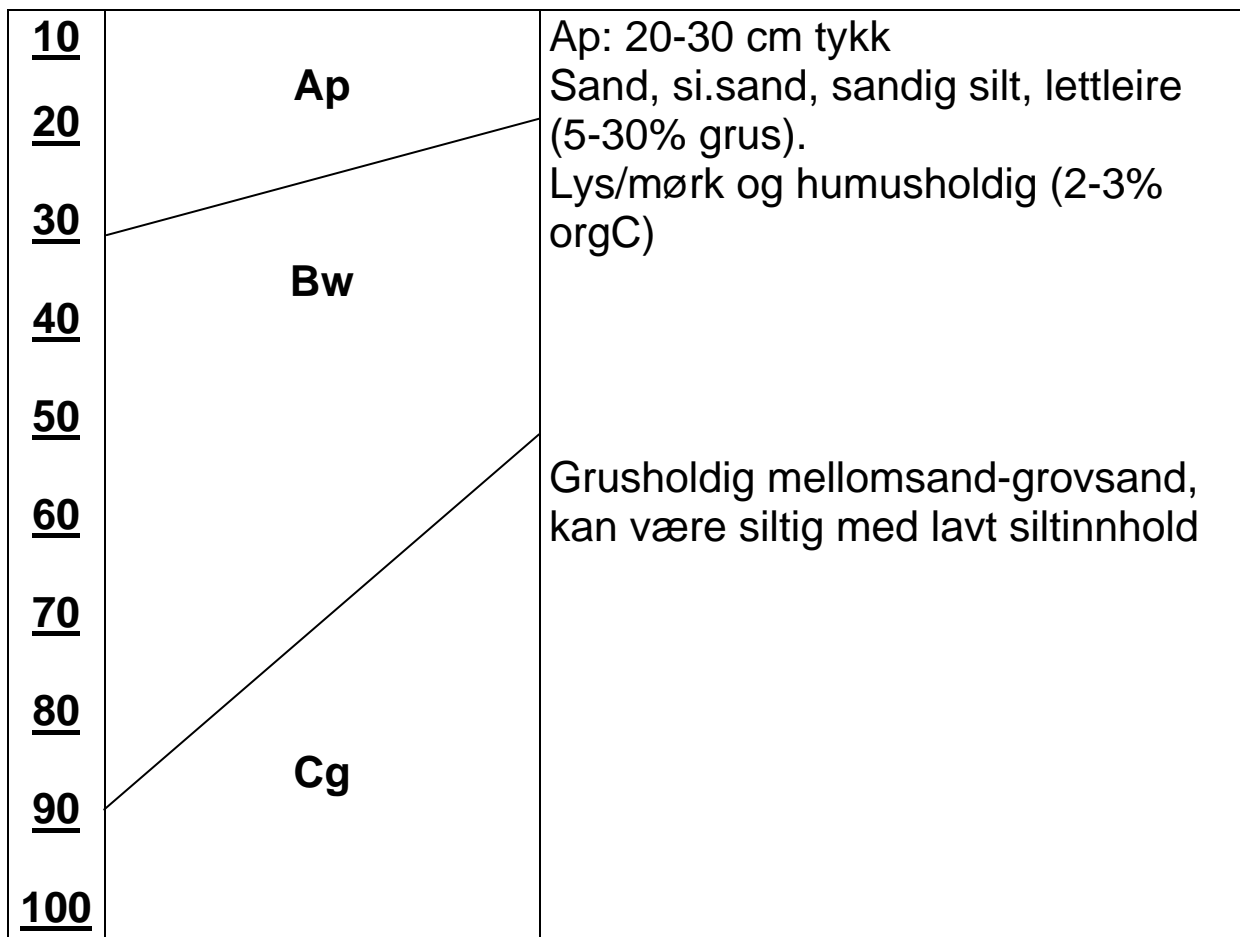 10
Ap
20
30
Bw
40
50
60
70
80
Cg
90
100
Ap: 20-30 cm tykk
Sand, si.sand, sandig silt, lettleire
(5-30% grus).
Lys/mørk og humusholdig (2-3%
orgC)
Grusholdig mellomsand-grovsand,
kan være siltig med lavt siltinnhold